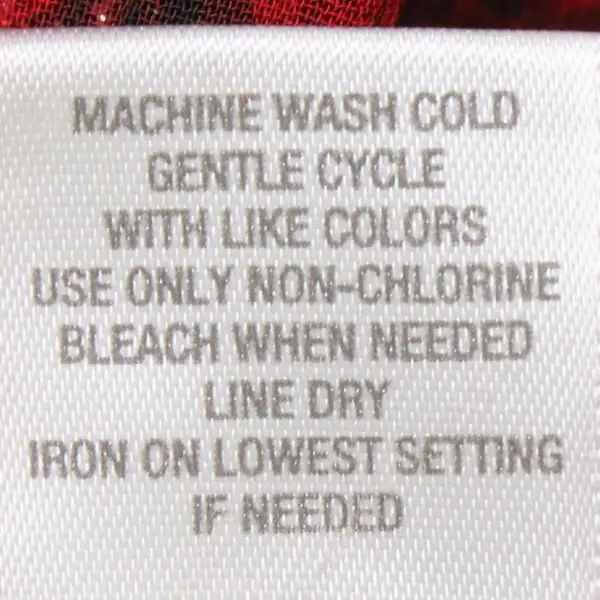 MACHINE WASH COLD
GENTLE CYCLE
WITH LIKE COLORS
USE ONLY NON-CHLORINE
BLEACH WHEN NEEDED
LINE DRY
IRON ON LOWEST SETTING
IF NEEDED